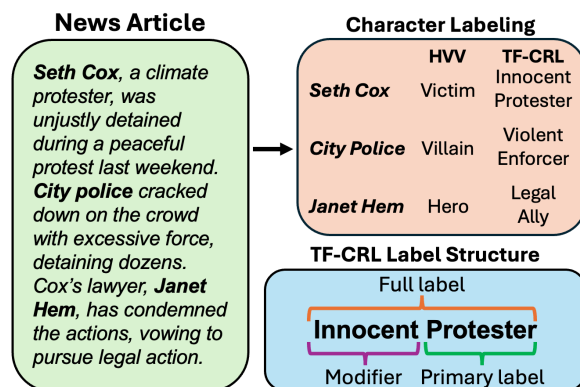 News Article
Seth Cox, a climate
protester, was
unjustly detained
during a peaceful
protest last weekend.
City police cracked
down on the crowd
with excessive force,
detaining dozens.
Cox's lawyer, Janet
Hem, has condemned
the actions, vowing to
pursue legal action.
Character Labeling
HVV TF-CRL
Seth Cox Victim Innocent
Protester
City Police Villain Violent
Enforcer
Janet Hem Hero Legal
Ally
TF-CRL Label Structure
Full label
Innocent Protester
Modifier Primary label